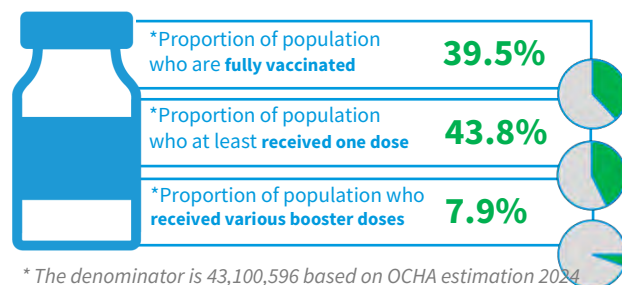 *Proportion of population
who are fully vaccinated
39.5%
*Proportion of population
who at least received one dose
43.8%
*Proportion of population who
received various booster doses
7.9%
* The denominator is 43,100,596 based on OCHA estimation 2024